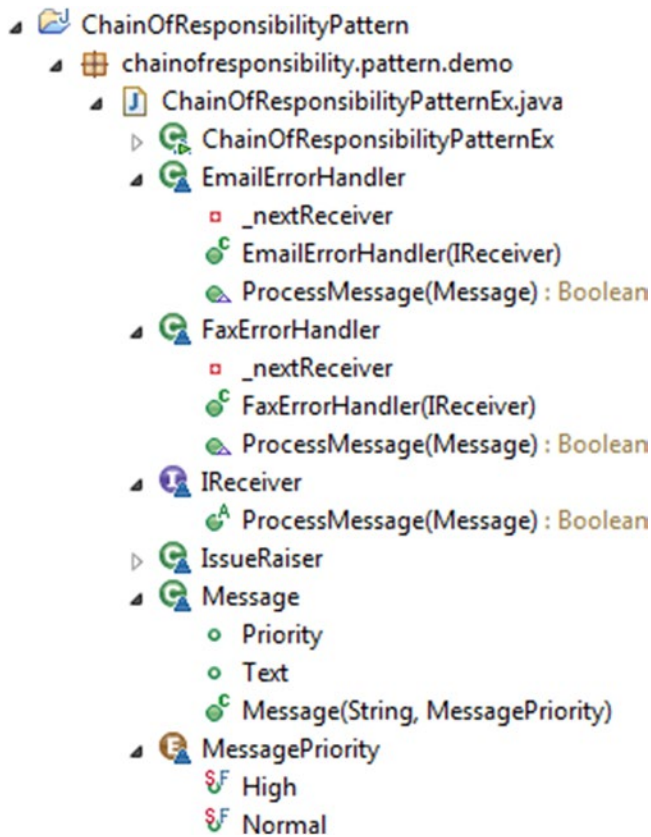 ChainOfResponsibilityPattern
chainofresponsibility.pattern.demo
ChainOfResponsibilityPatternEx.java
ChainOfResponsibilityPatternEx
EmailErrorHandler
_nextReceiver
EmailErrorHandler(IReceiver)
ProcessMessage(Message) : Boolean
FaxErrorHandler
_nextReceiver
FaxErrorHandler(IReceiver)
ProcessMessage(Message) : Boolean
IReceiver
ProcessMessage(Message) : Boolean
IssueRaiser
Message
Priority
Text
Message(String, MessagePriority)
MessagePriority
High
Normal